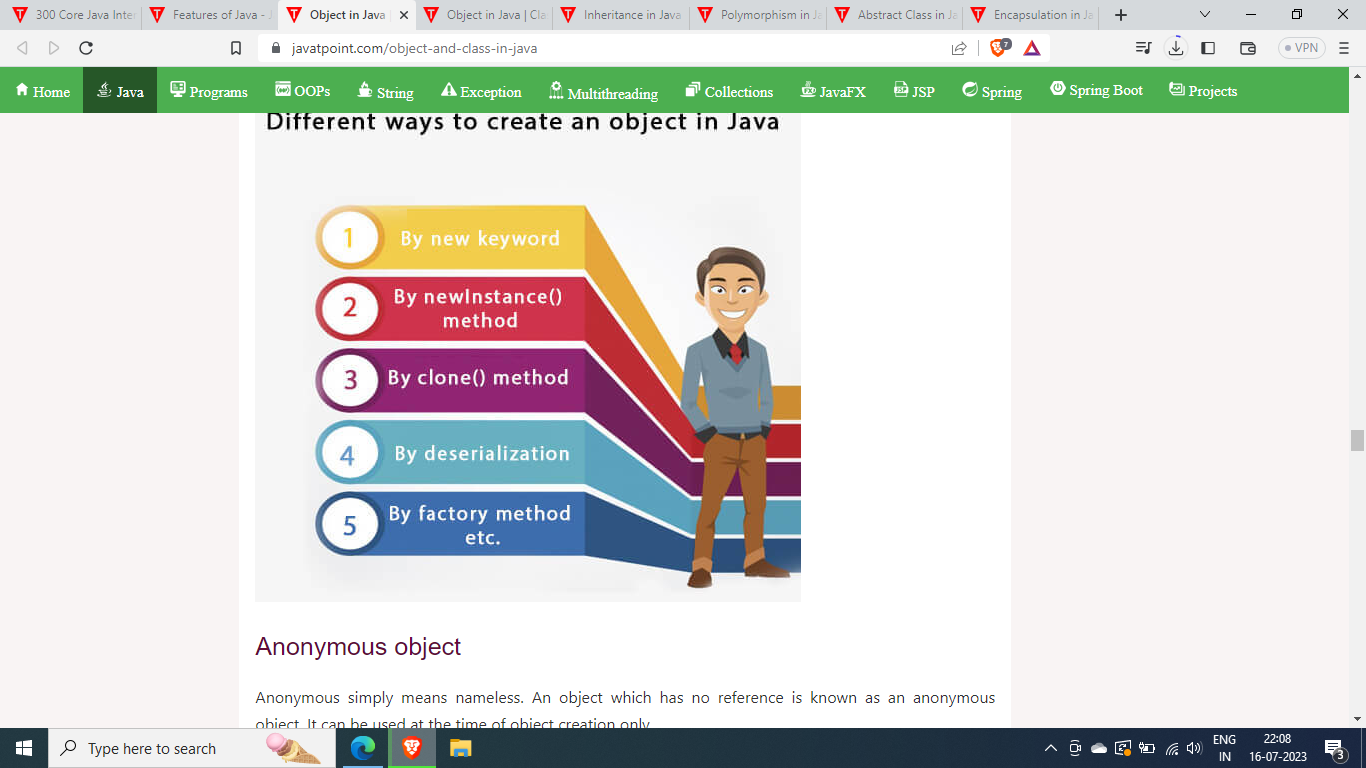 300 Core Java Inter
Features of Java - J
Object in Java |
Object in Java | Cla
Inheritance in Java
Polymorphism in Ja
Abstract Class in Ja
Encapsulation in Ja
javatpoint.com/object-and-class-in-java
7
VPN
Home Java Programs OOPs String Exception Multithreading Collections JavaFX JSP Spring Spring Boot Projects
Different ways to create an object in Java
1 By new keyword
2 By newInstance()
method
3 By clone() method
4 By deserialization
5 By factory method
etc.
Anonymous object
Anonymous simply means nameless. An object which has no reference is known as an anonymous
object. It can be used at the time of object creation only.
Type here to search
ENG
IN
22:08
16-07-2023
3